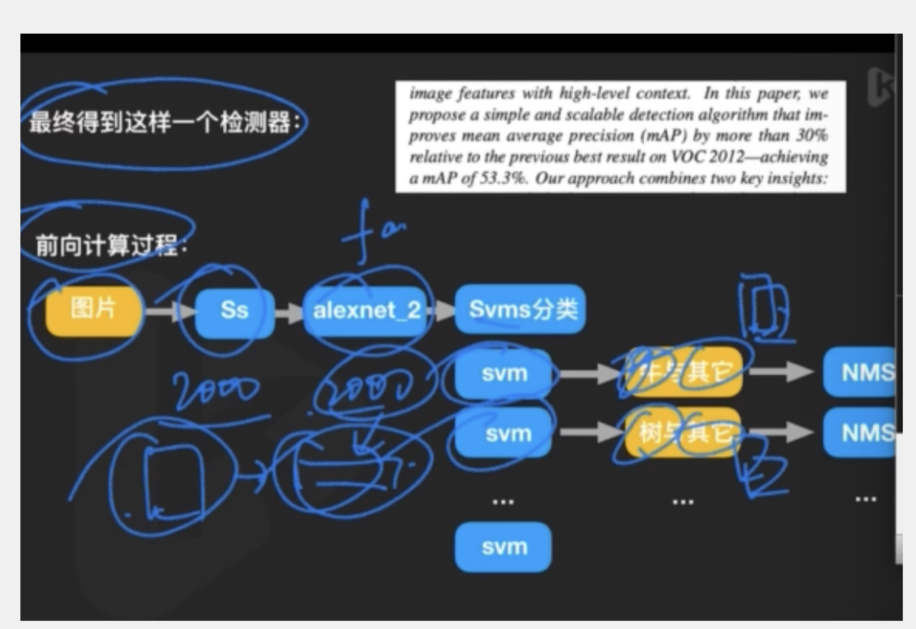 最终得到这样一个检测器：
image features with high-level context. In this paper, we
propose a simple and scalable detection algorithm that im-
proves mean average precision (mAP) by more than 30%
relative to the previous best result on VOC 2012—achieving
a mAP of 53.3%. Our approach combines two key insights:
前向计算过程：
图片 Ss alexnet_2 Svms分类
2000 2000 svm 与其它 NMS
svm 树与其它 NMS
... ... ...
svm